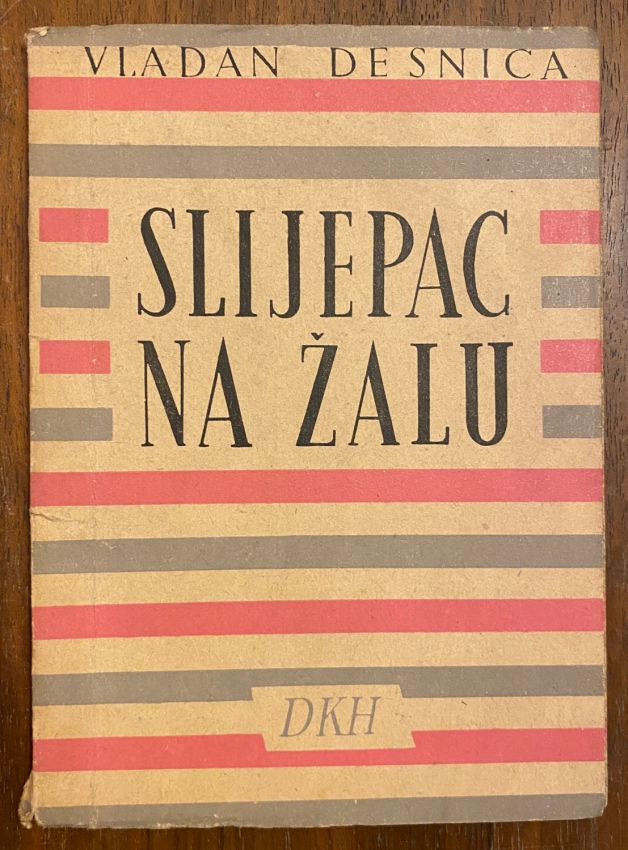 VLADAN DESNICA
SLIJEPAC
NA ŽALU
DKH